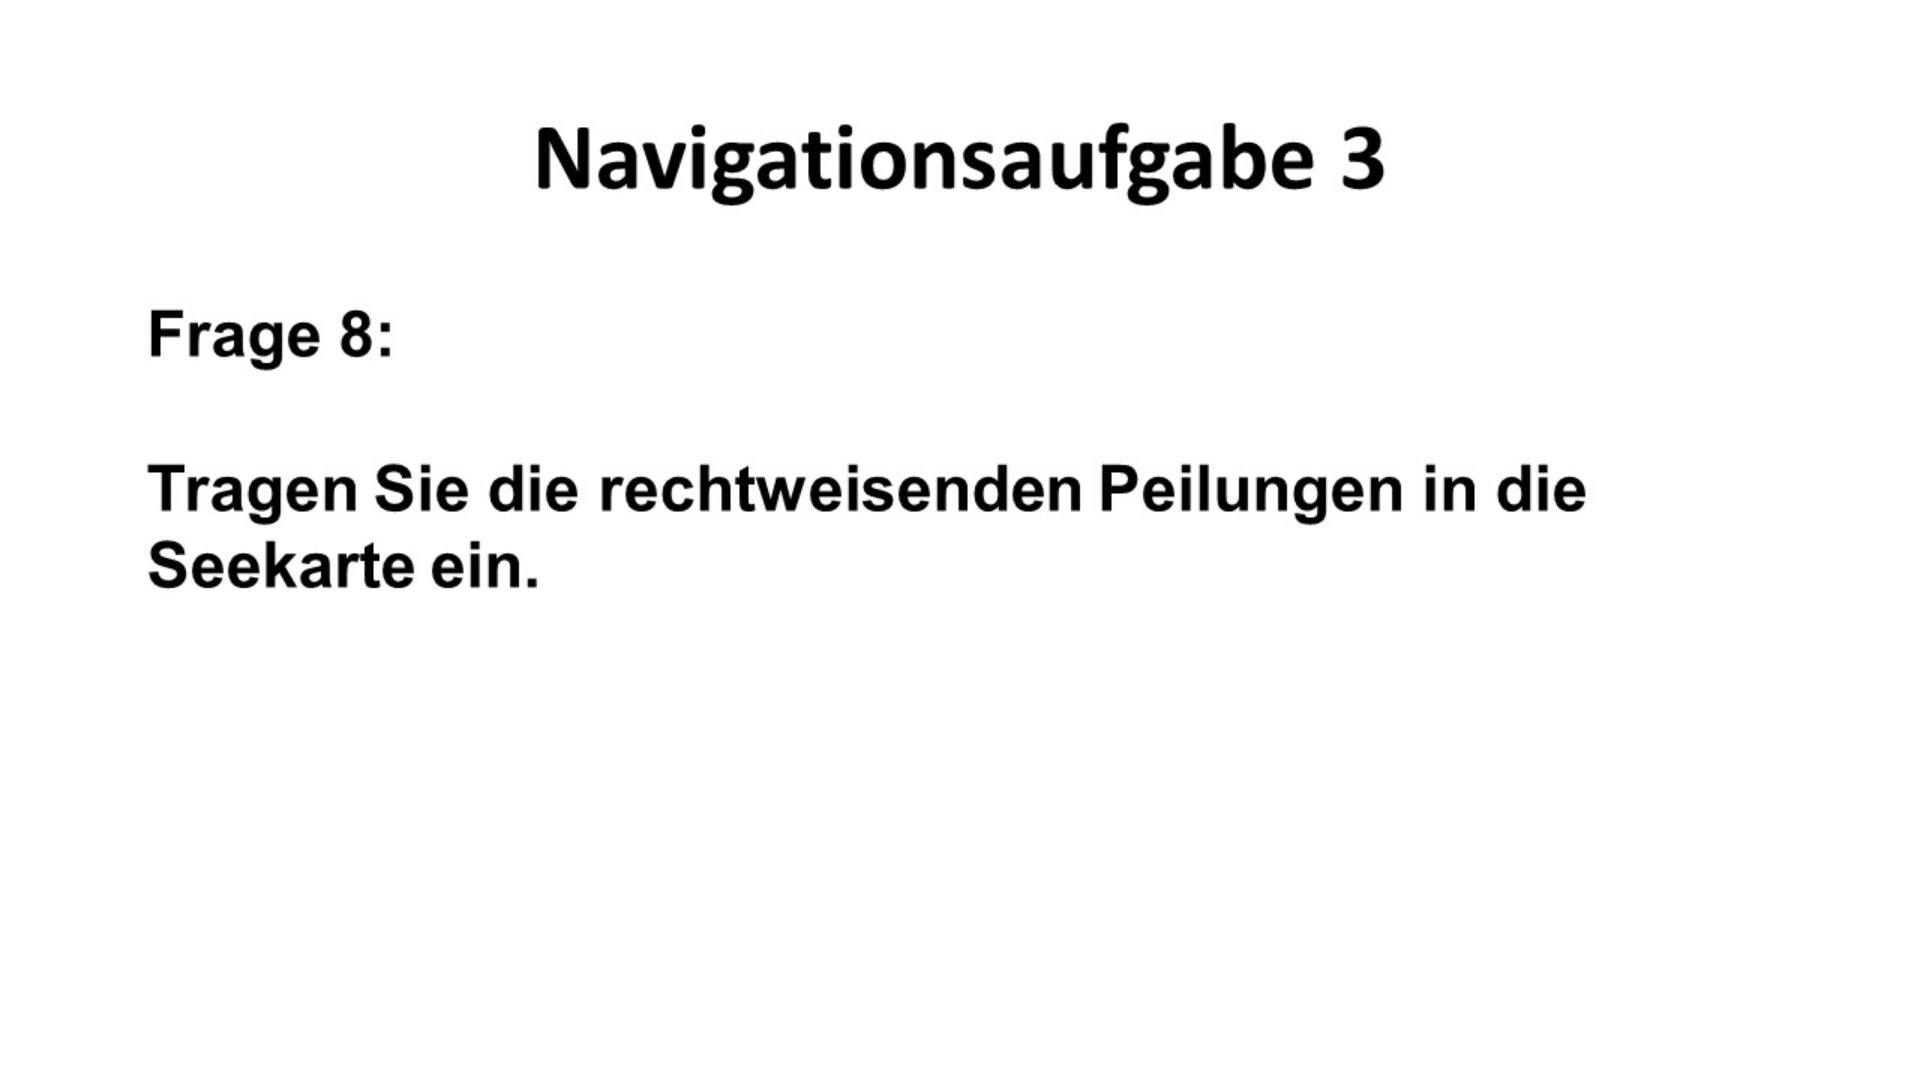 Navigationsaufgabe 3
Frage 8:
Tragen Sie die rechtweisenden Peilungen in die
Seekarte ein.